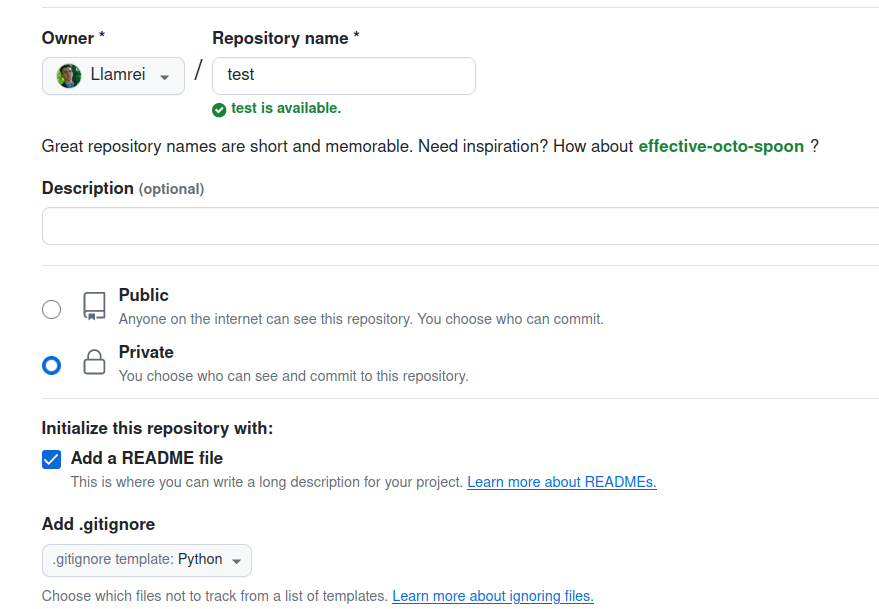 Owner * Repository name *
Llamrei / test
test is available.
Great repository names are short and memorable. Need inspiration? How about effective-octo-spoon ?
Description (optional)
Public
Anyone on the internet can see this repository. You choose who can commit.
Private
You choose who can see and commit to this repository.
Initialize this repository with:
Add a README file
This is where you can write a long description for your project. Learn more about READMEs.
Add .gitignore
.gitignore template: Python
Choose which files not to track from a list of templates. Learn more about ignoring files.